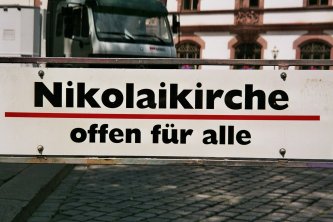 Nikolaikirche
offen für alle